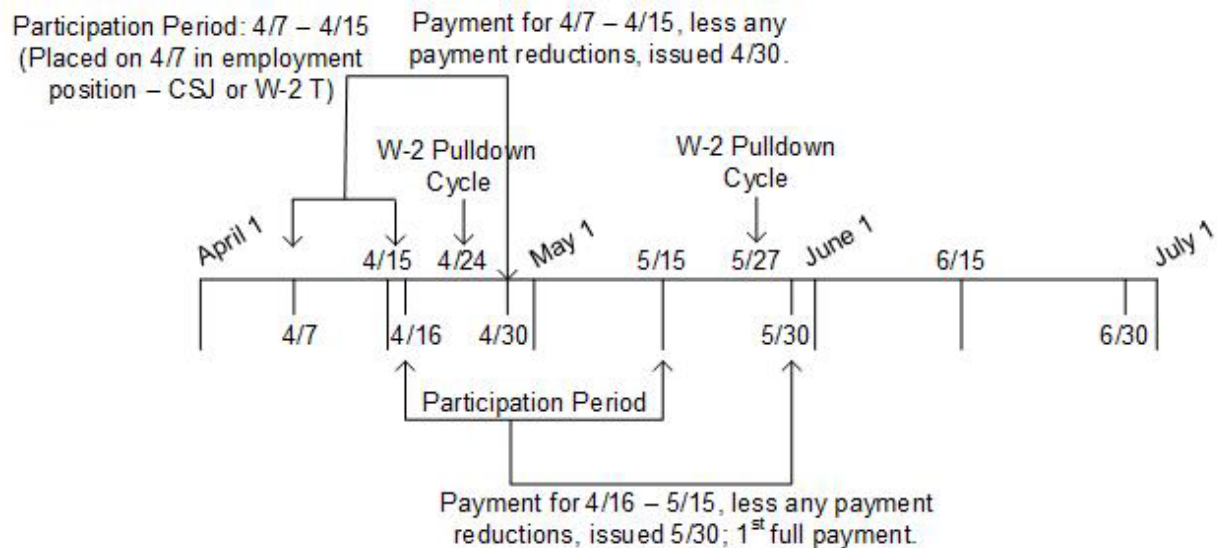 Participation Period: 4/7 – 4/15
(Placed on 4/7 in employment
position – CSJ or W-2 T)
Payment for 4/7 – 4/15, less any
payment reductions, issued 4/30.
W-2 Pulldown
Cycle
W-2 Pulldown
Cycle
April 1
4/15
4/24
May 1
5/15
5/27
June 1
6/15
July 1
4/7
4/16
4/30
5/30
6/30
Participation Period
Payment for 4/16 – 5/15, less any payment
reductions, issued 5/30; 1st full payment.